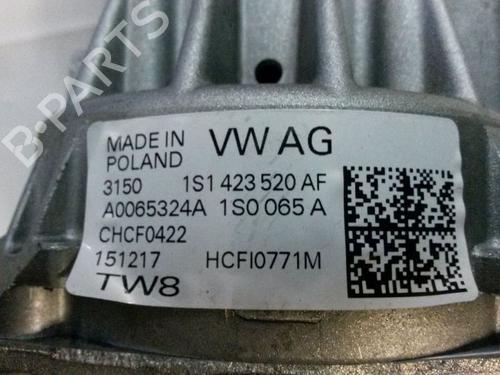 B-PARTS
MADE IN POLAND VW AG
3150 1S1 423 520 AF
A0065324A 1S0 065 A
CHCF0422
151217 HCFI0771M
TW8